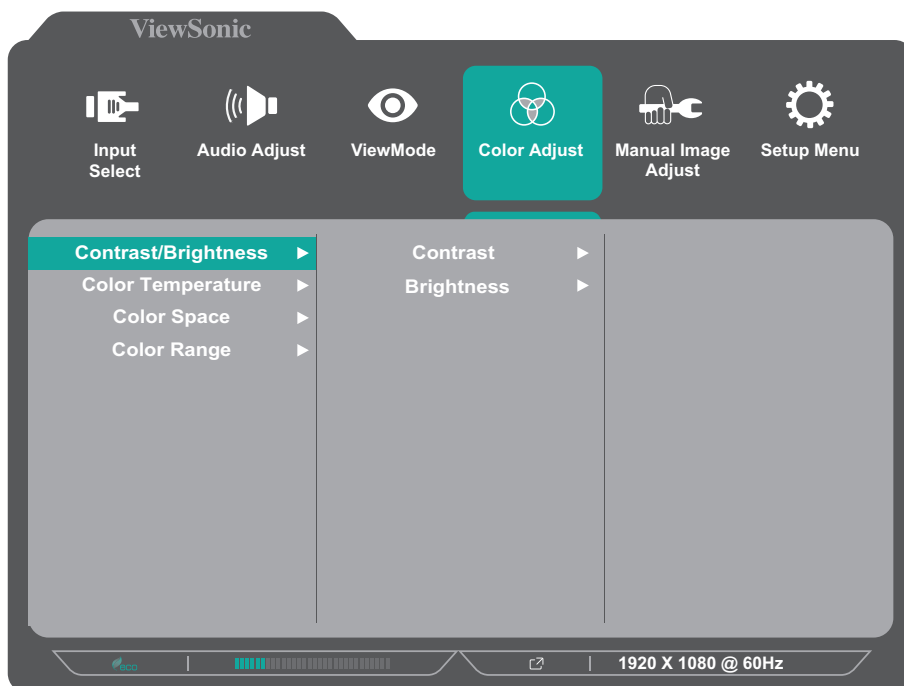 ViewSonic
Input
Select
Audio Adjust
ViewMode
Color Adjust
Manual Image
Adjust
Setup Menu
Contrast/Brightness
Color Temperature
Color Space
Color Range
Contrast
Brightness
eco
1920 X 1080 @ 60Hz